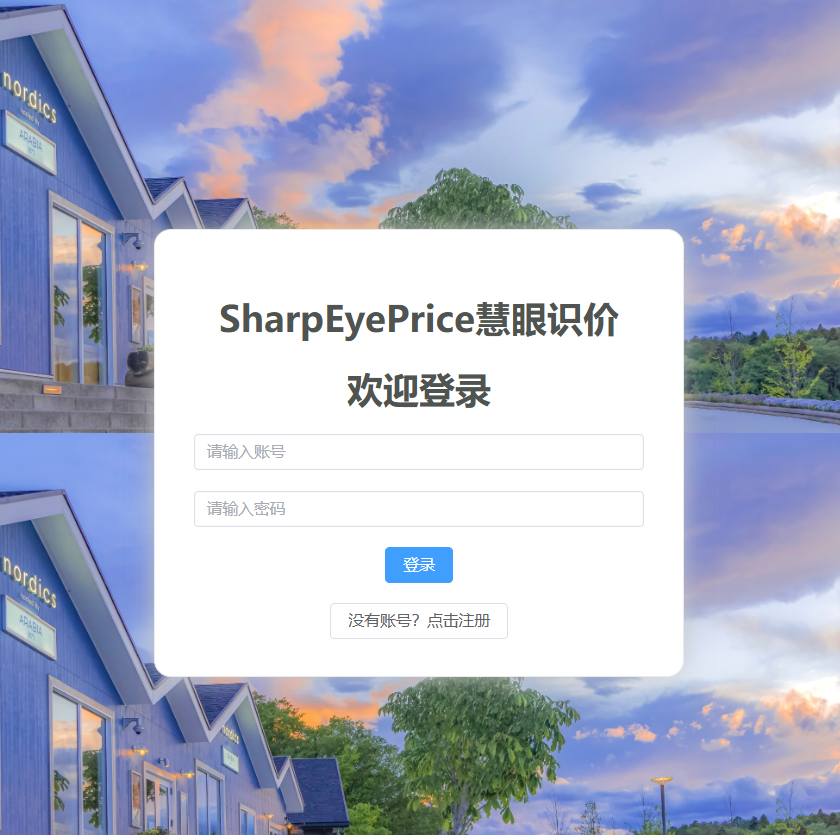 nordics
ARABIA
SharpEyePrice慧眼识价
欢迎登录
请输入账号
请输入密码
登录
没有账号？点击注册
nordics
ARABIA